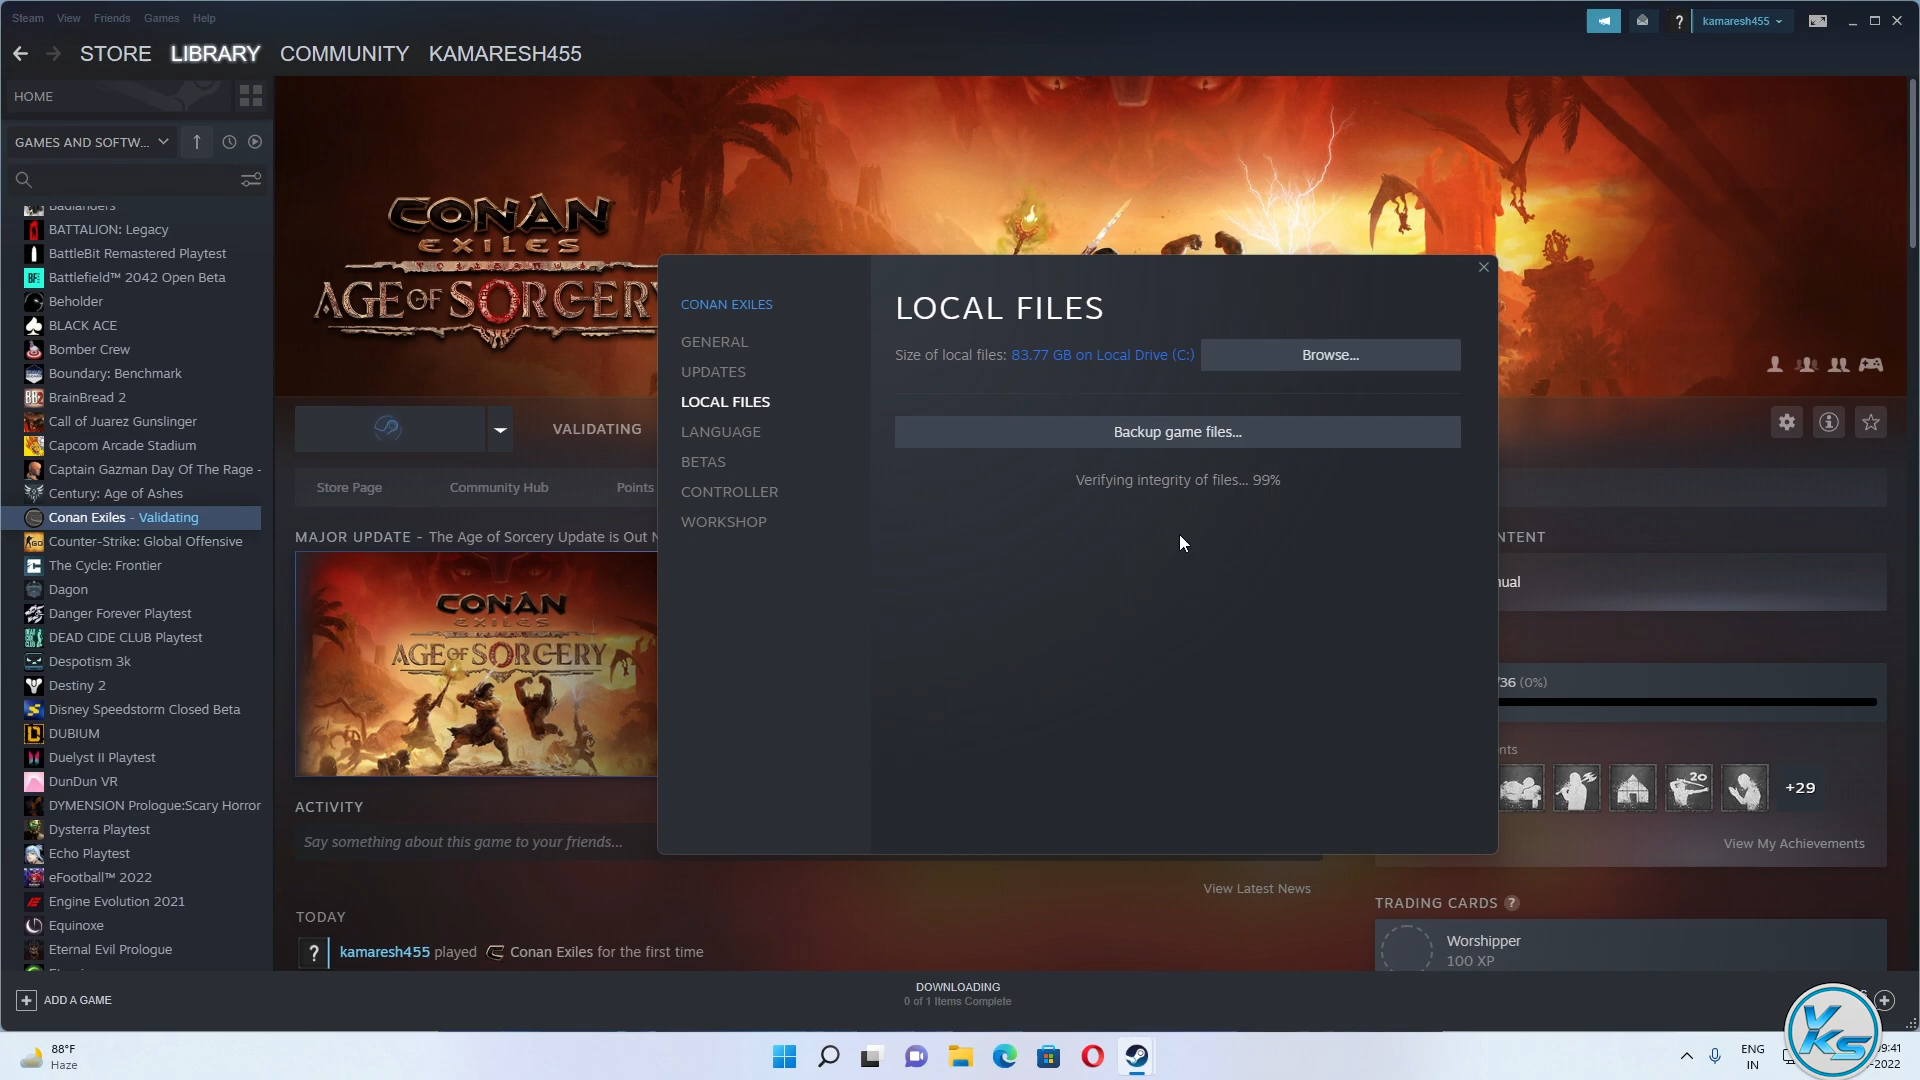 Steam View Friends Games Help
kamaresh455
STORE LIBRARY COMMUNITY KAMARESH455
HOME
GAMES AND SOFTW...
Badlanders
BATTALION: Legacy
BattleBit Remastered Playtest
Battlefield™ 2042 Open Beta
Beholder
BLACK ACE
Bomber Crew
Boundary: Benchmark
BrainBread 2
Call of Juarez Gunslinger
Capcom Arcade Stadium
Captain Gazman Day Of The Rage -
Century: Age of Ashes
Conan Exiles - Validating
Counter-Strike: Global Offensive
The Cycle: Frontier
Dagon
Danger Forever Playtest
DEAD CIDE CLUB Playtest
Despotism 3k
Destiny 2
Disney Speedstorm Closed Beta
DUBIUM
Duelyst II Playtest
DunDun VR
DYMENSION Prologue:Scary Horror
Dysterra Playtest
Echo Playtest
eFootball™ 2022
Engine Evolution 2021
Equinoxe
Eternal Evil Prologue
ADD A GAME
CONAN
EXILES
AGE OF SORCERY
VALIDATING
Store Page Community Hub Points
MAJOR UPDATE - The Age of Sorcery Update is Out N
CONAN
EXILES
AGE OF SORCERY
ACTIVITY
Say something about this game to your friends...
View Latest News
TODAY
? kamaresh455 played Conan Exiles for the first time
CONAN EXILES
GENERAL
UPDATES
LOCAL FILES
LANGUAGE
BETAS
CONTROLLER
WORKSHOP
LOCAL FILES
Size of local files: 83.77 GB on Local Drive (C:) Browse...
Backup game files...
Verifying integrity of files... 99%
NTENT
nual
/36 (0%)
nts
20
+29
View My Achievements
TRADING CARDS ?
Worshipper
100 XP
DOWNLOADING
0 of 1 Items Complete
YKS
88°F
Haze
ENG
IN
09:41
-2022